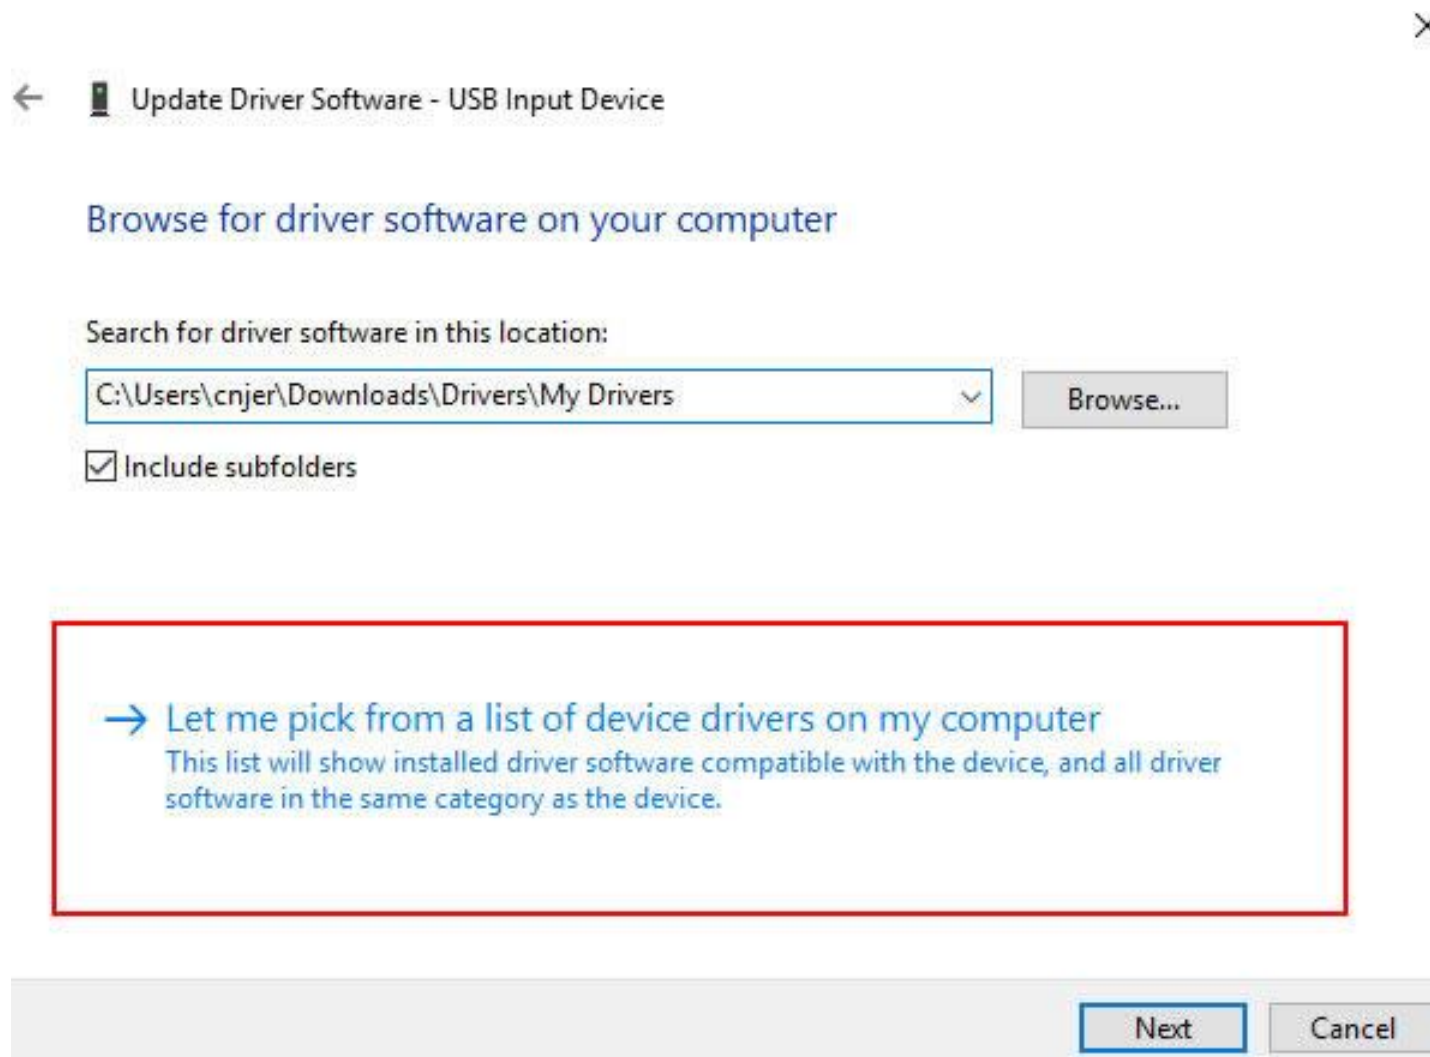 Update Driver Software - USB Input Device
Browse for driver software on your computer
Search for driver software in this location:
C:\Users\cnjer\Downloads\Drivers\My Drivers
Browse...
Include subfolders
Let me pick from a list of device drivers on my computer
This list will show installed driver software compatible with the device, and all driver
software in the same category as the device.
Next
Cancel